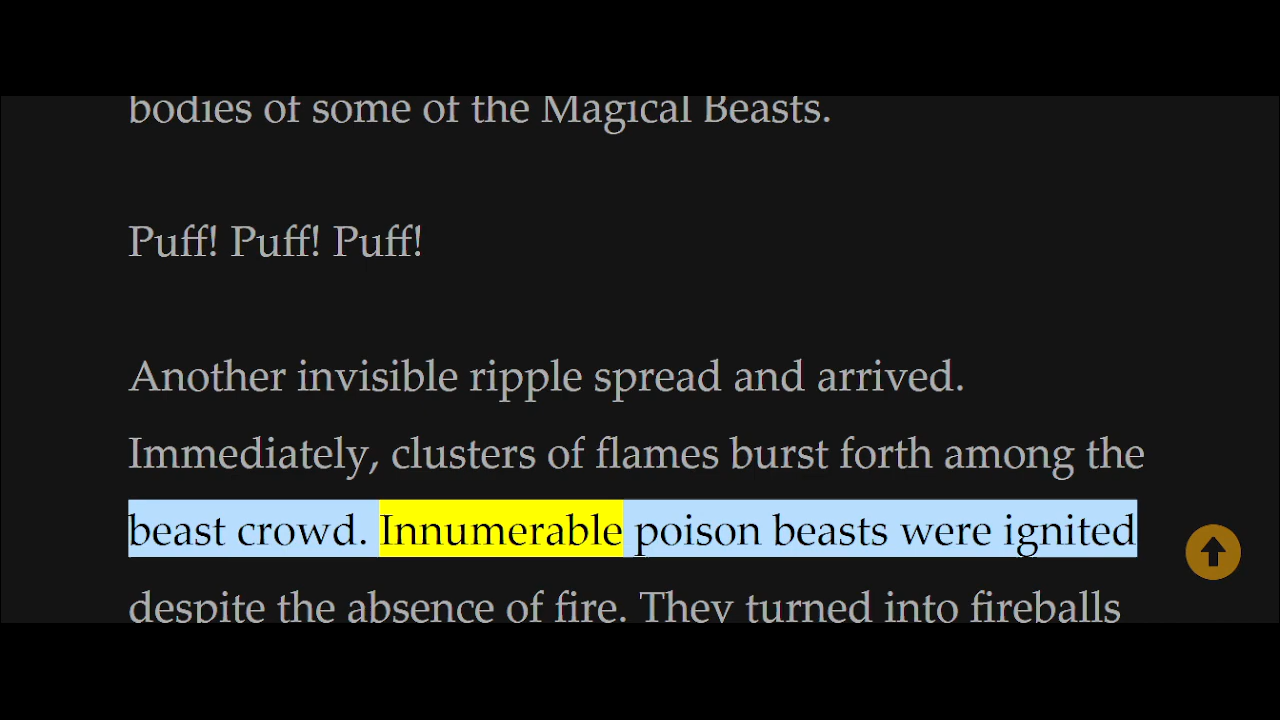 bodies of some of the Magical Beasts.
Puff! Puff! Puff!
Another invisible ripple spread and arrived.
Immediately, clusters of flames burst forth among the
beast crowd. Innumerable poison beasts were ignited
despite the absence of fire. They turned into fireballs